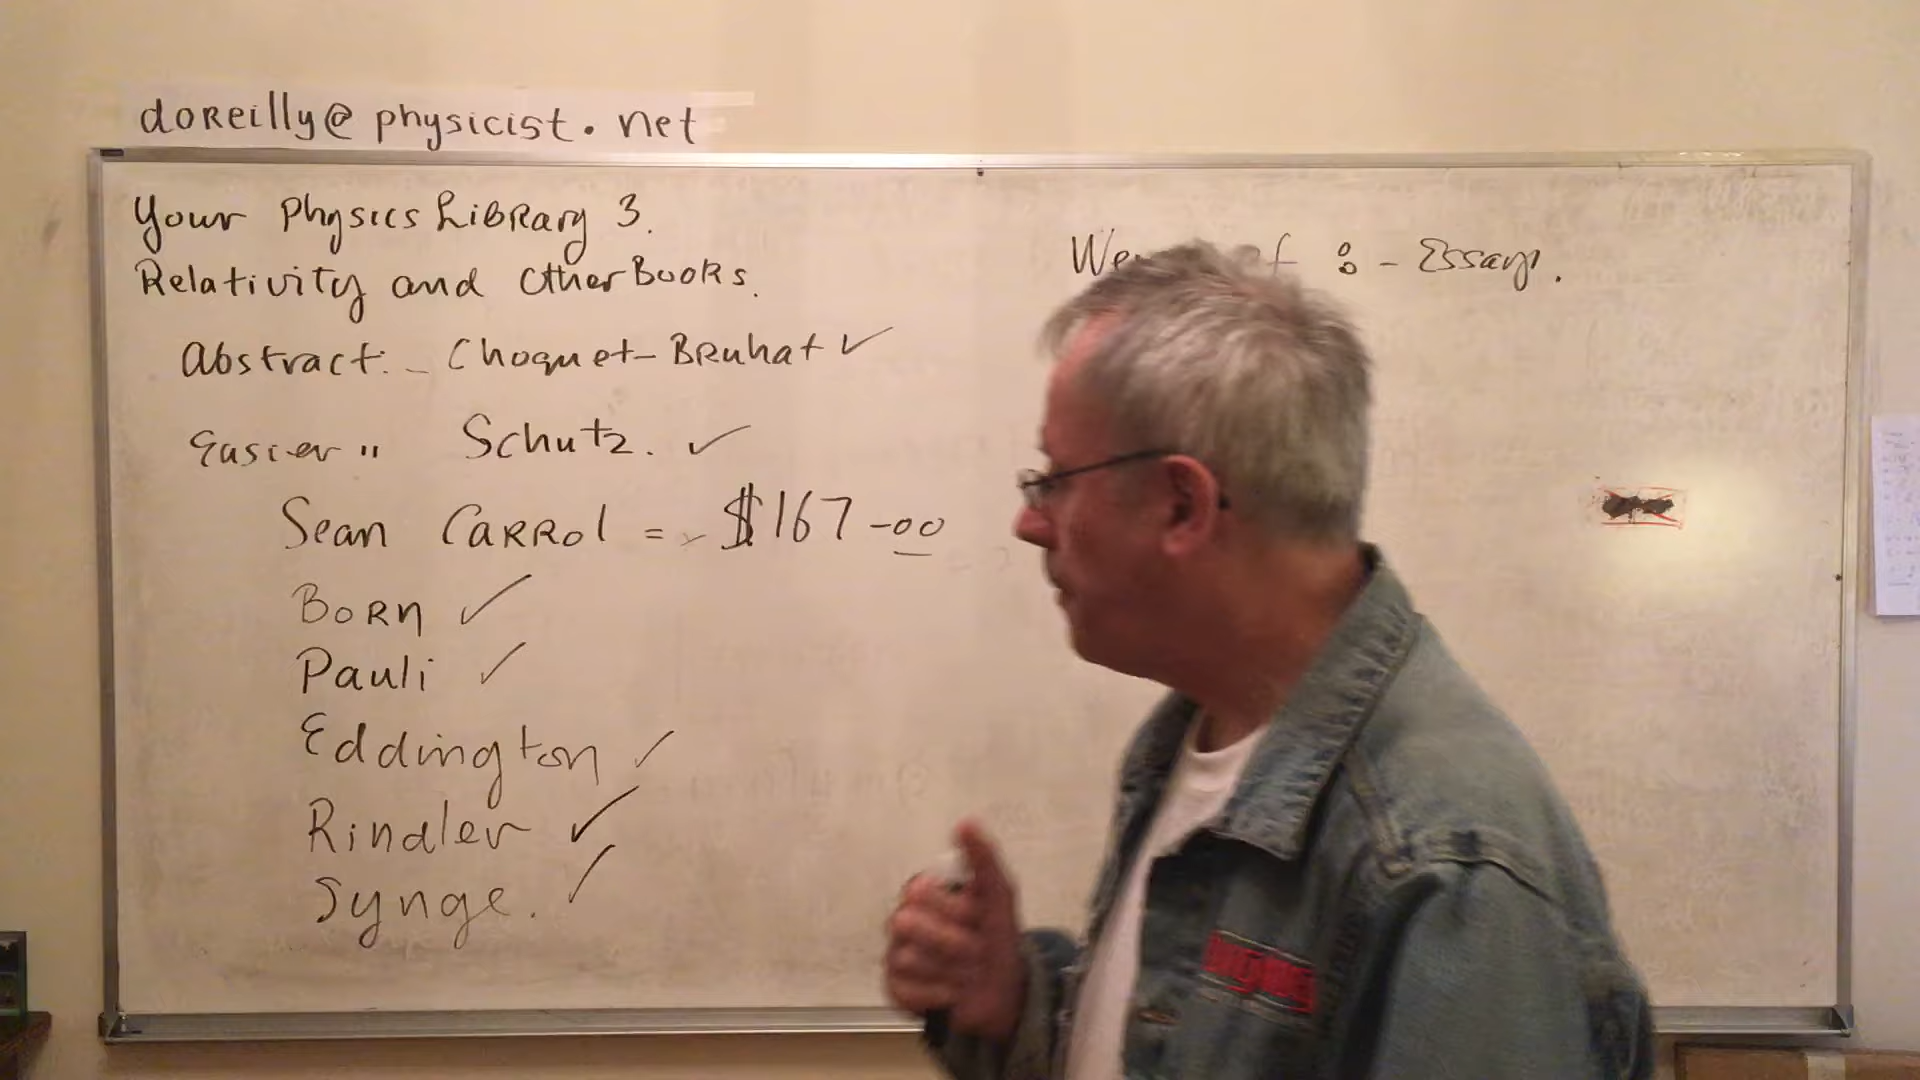 doReilly@physicist.net
Your Physics Library 3.
Relativity and Other Books.
Abstract: - Choquet-Bruhat ✓
Easier " Schutz. ✓
Sean Carrol = $167-00
Born ✓
Pauli ✓
Eddington ✓
Rindler ✓
Synge. ✓
of : - Essays.